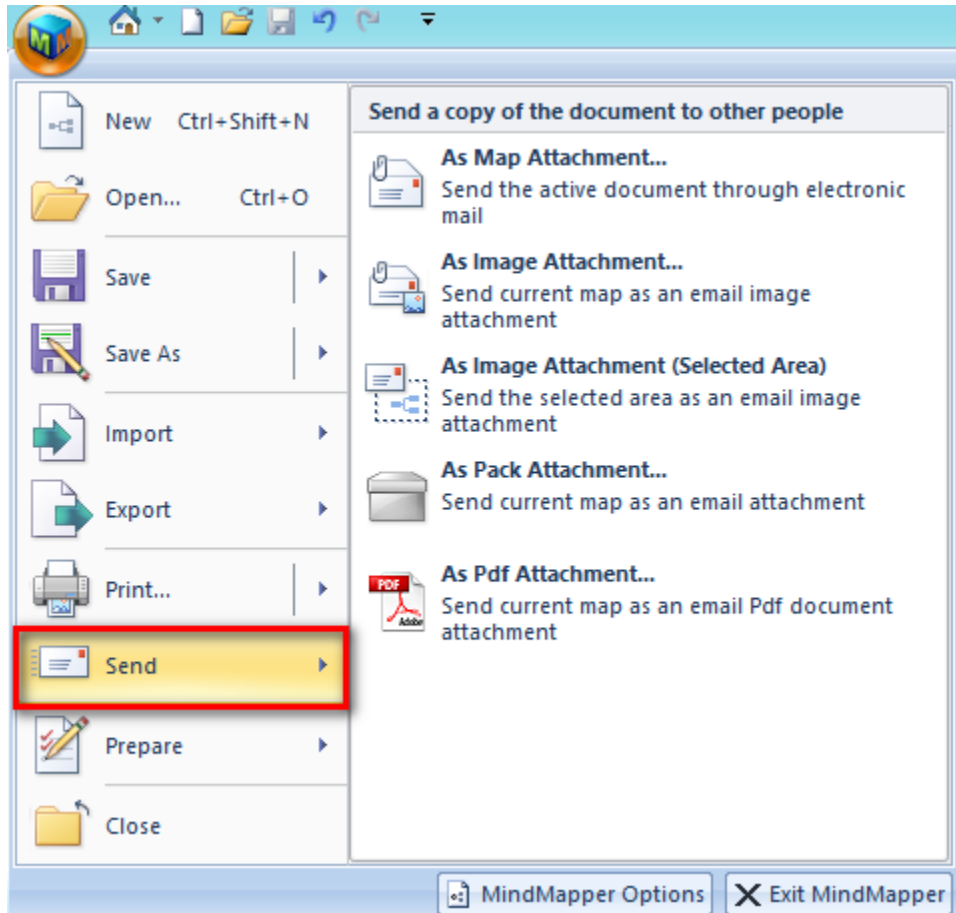 New Ctrl+Shift+N
Open... Ctrl+O
Save
Save As
Import
Export
Print...
Send
Prepare
Close
Send a copy of the document to other people
As Map Attachment...
Send the active document through electronic
mail
As Image Attachment...
Send current map as an email image
attachment
As Image Attachment (Selected Area)
Send the selected area as an email image
attachment
As Pack Attachment...
Send current map as an email attachment
PDF
Adobe
As Pdf Attachment...
Send current map as an email Pdf document
attachment
MindMapper Options
Exit MindMapper